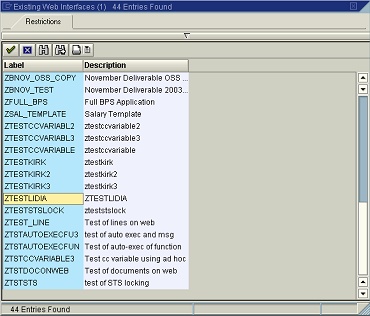 Existing Web Interfaces (1) 44 Entries Found
Restrictions
Label Description
ZBNOV_OSS_COPY November Deliverable OSS ...
ZBNOV_TEST November Deliverable 2003...
ZFULL_BPS Full BPS Application
ZSAL_TEMPLATE Salary Template
ZTESTCCVARIABL2 ztestccvariable2
ZTESTCCVARIABL3 ztestccvariable3
ZTESTCCVARIABLE ztestccvariable
ZTESTKIRK ztestkirk
ZTESTKIRK2 ztestkirk2
ZTESTKIRK3 ztestkirk3
ZTESTLIDIA ZTESTLIDIA
ZTESTSTSLOCK zteststslock
ZTEST_LINE Test of lines on web
ZTSTAUTOEXECFU3 test of auto exec and msg
ZTSTAUTOEXECFUN Test of auto-exec of function
ZTSTCCVARIABLE3 Test cc variable using ad hoc
ZTSTDOCONWEB Test of documents on web
ZTSTSTS test of STS locking
44 Entries Found